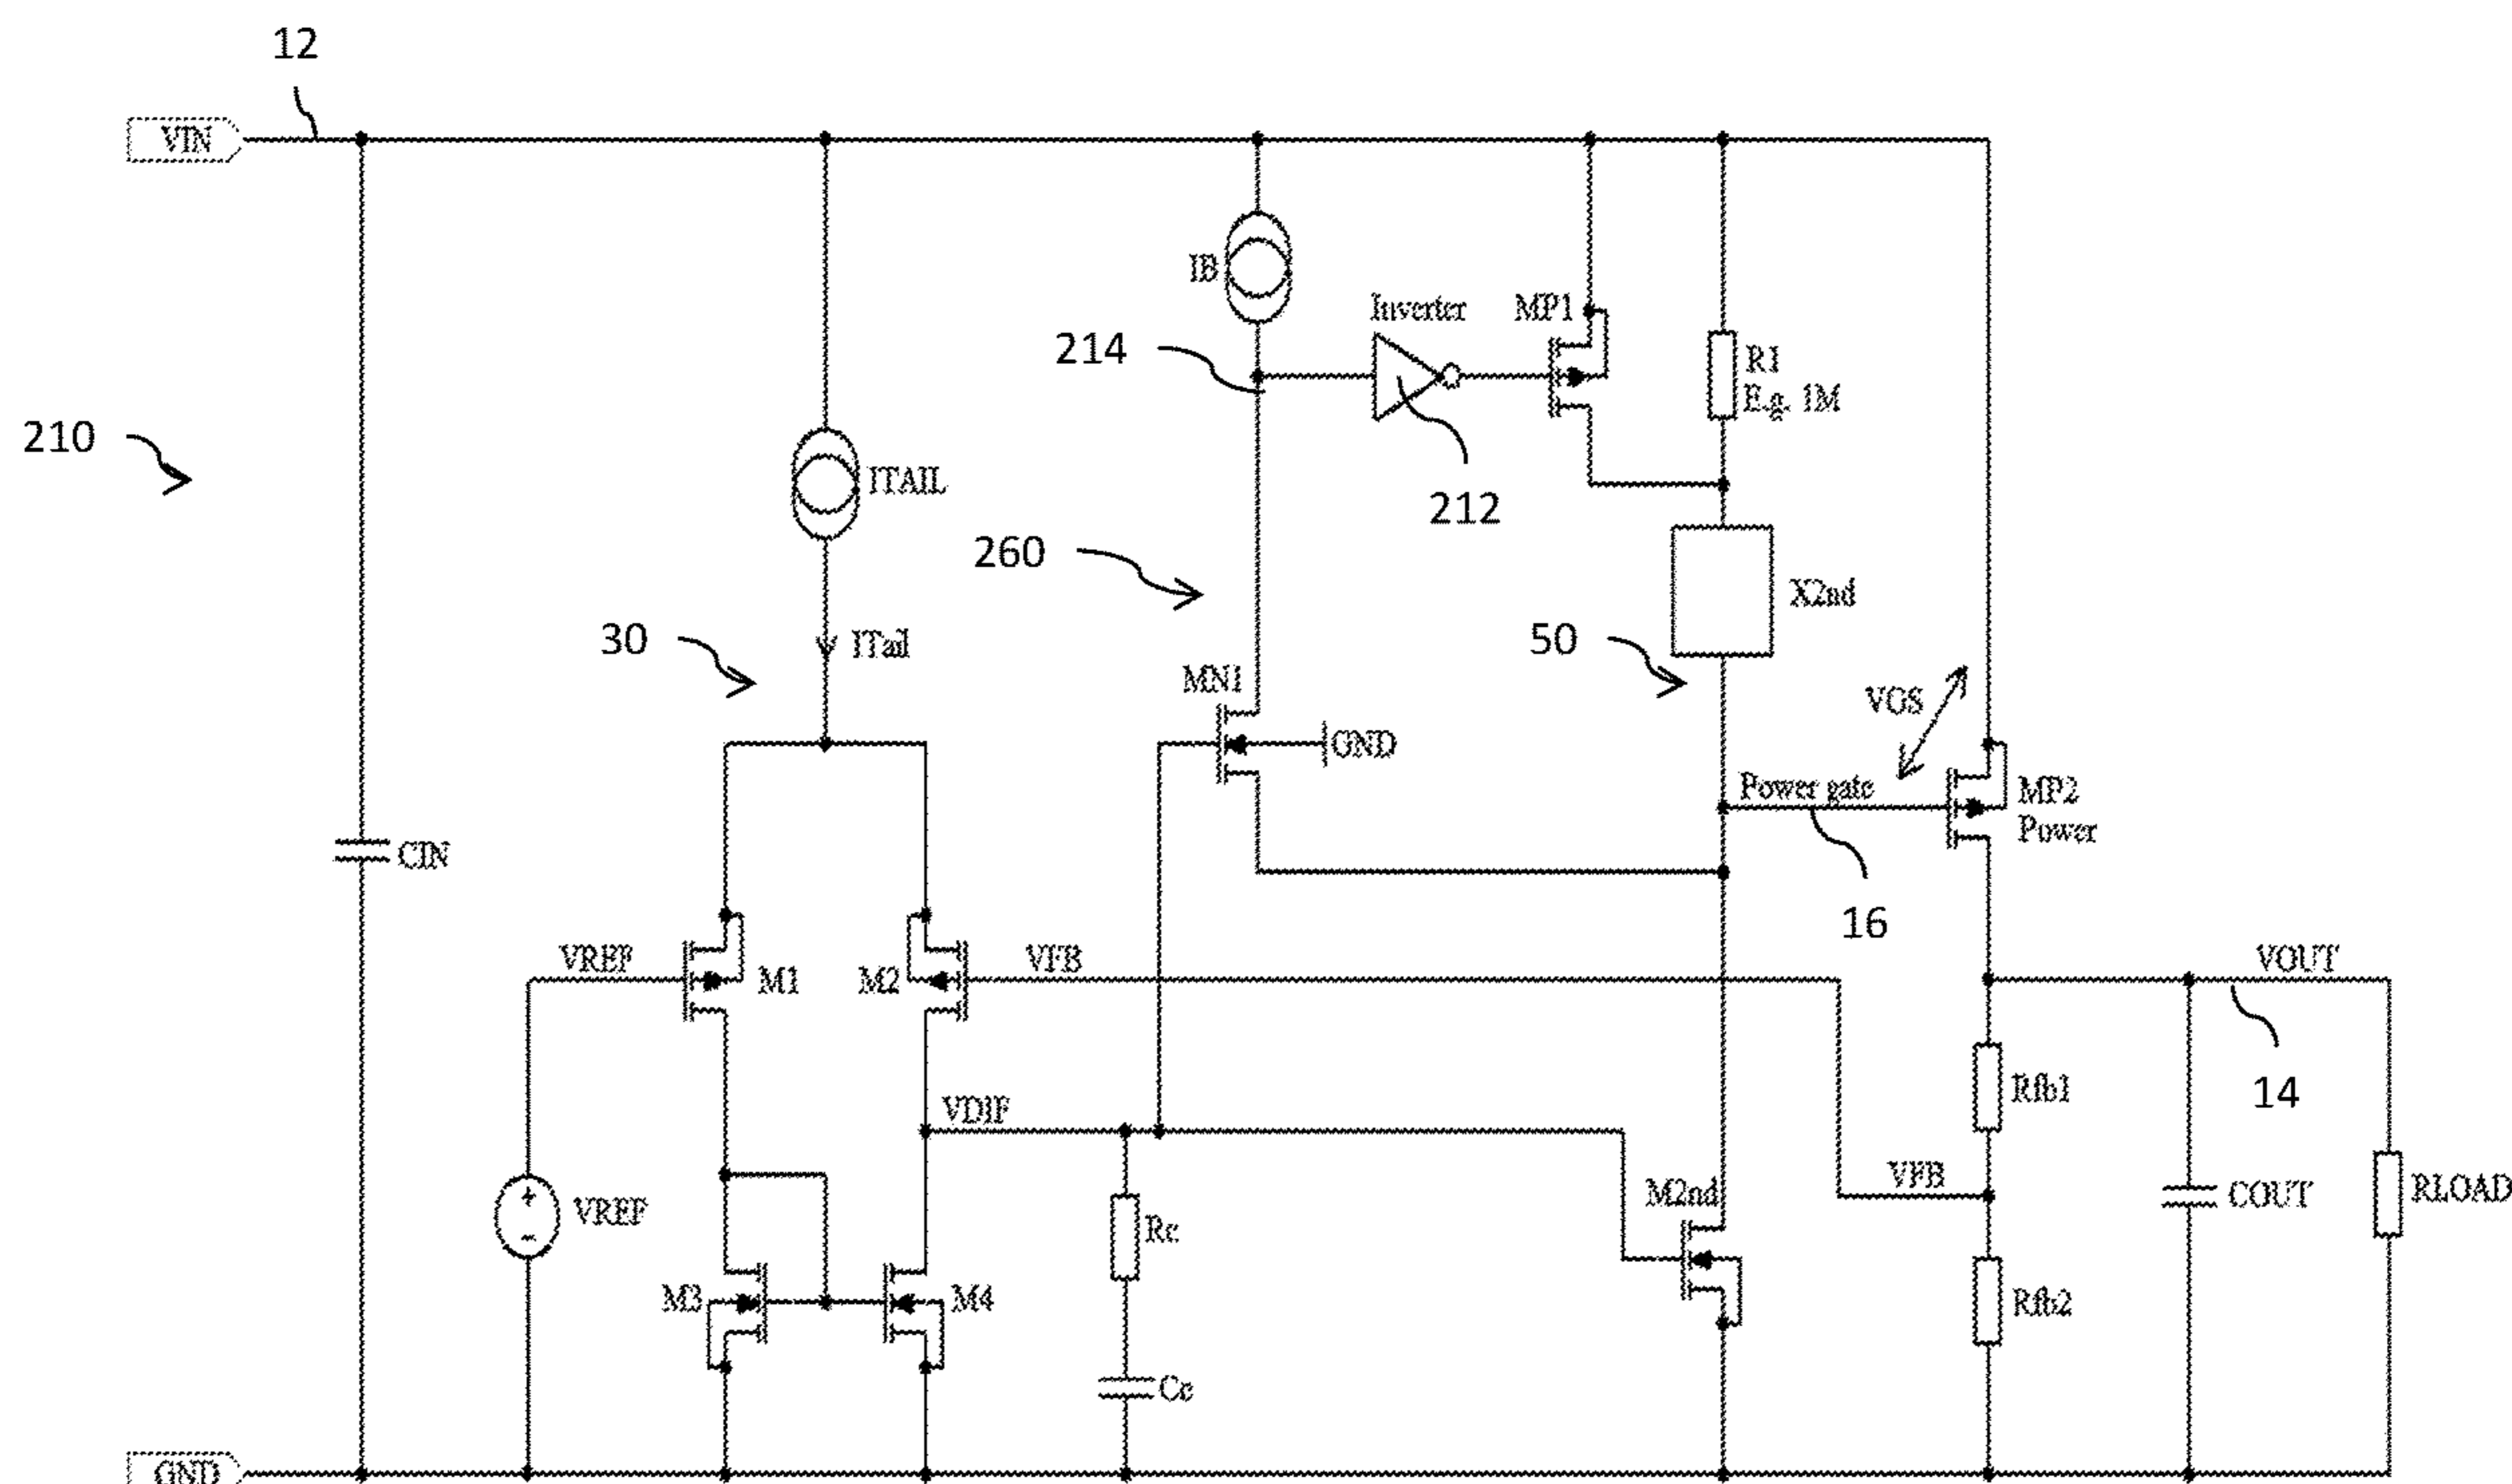 12
VIN
IB
Inverter
MP1
214
R1
E.g. 1M
210
ITAIL
212
260
X2nd
30
ITail
50
MN1
VGS
GND
Power gate
MP2
Power
CIN
16
VREF
M1
M2
VFB
VOUT
Rfb1
14
VDIF
VFB
M2nd
VREF
Rc
COUT
RLOAD
M3
M4
Rfb2
Cc
GND
+
-